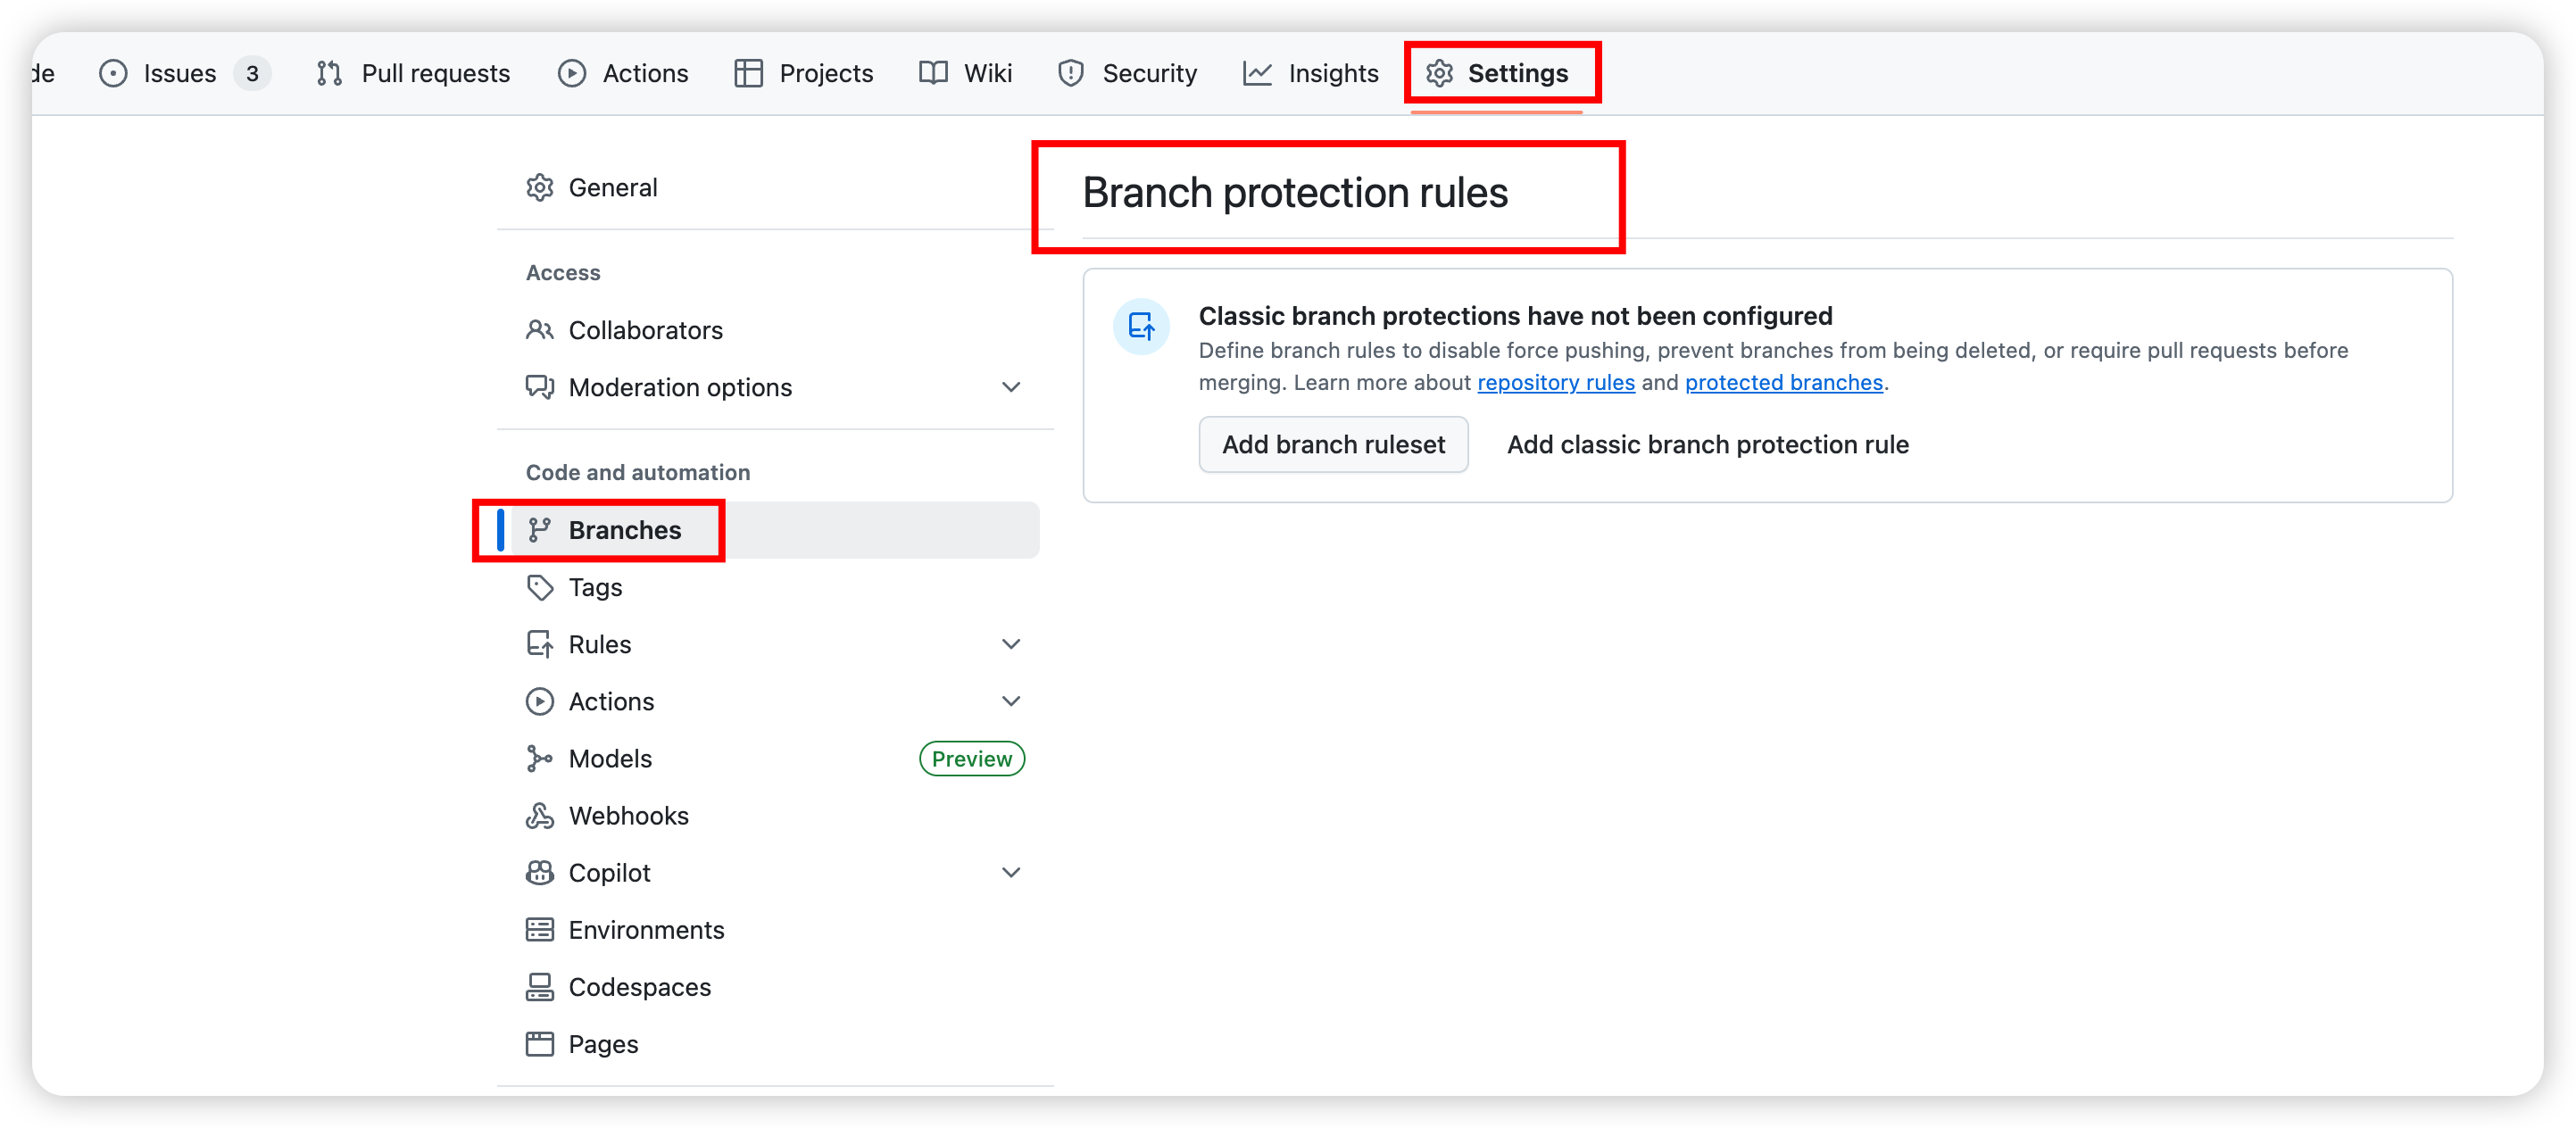 de Issues 3 Pull requests Actions Projects Wiki Security Insights Settings
General
Access
Collaborators
Moderation options
Code and automation
Branches
Tags
Rules
Actions
Models Preview
Webhooks
Copilot
Environments
Codespaces
Pages
Branch protection rules
Classic branch protections have not been configured
Define branch rules to disable force pushing, prevent branches from being deleted, or require pull requests before
merging. Learn more about repository rules and protected branches.
Add branch ruleset Add classic branch protection rule